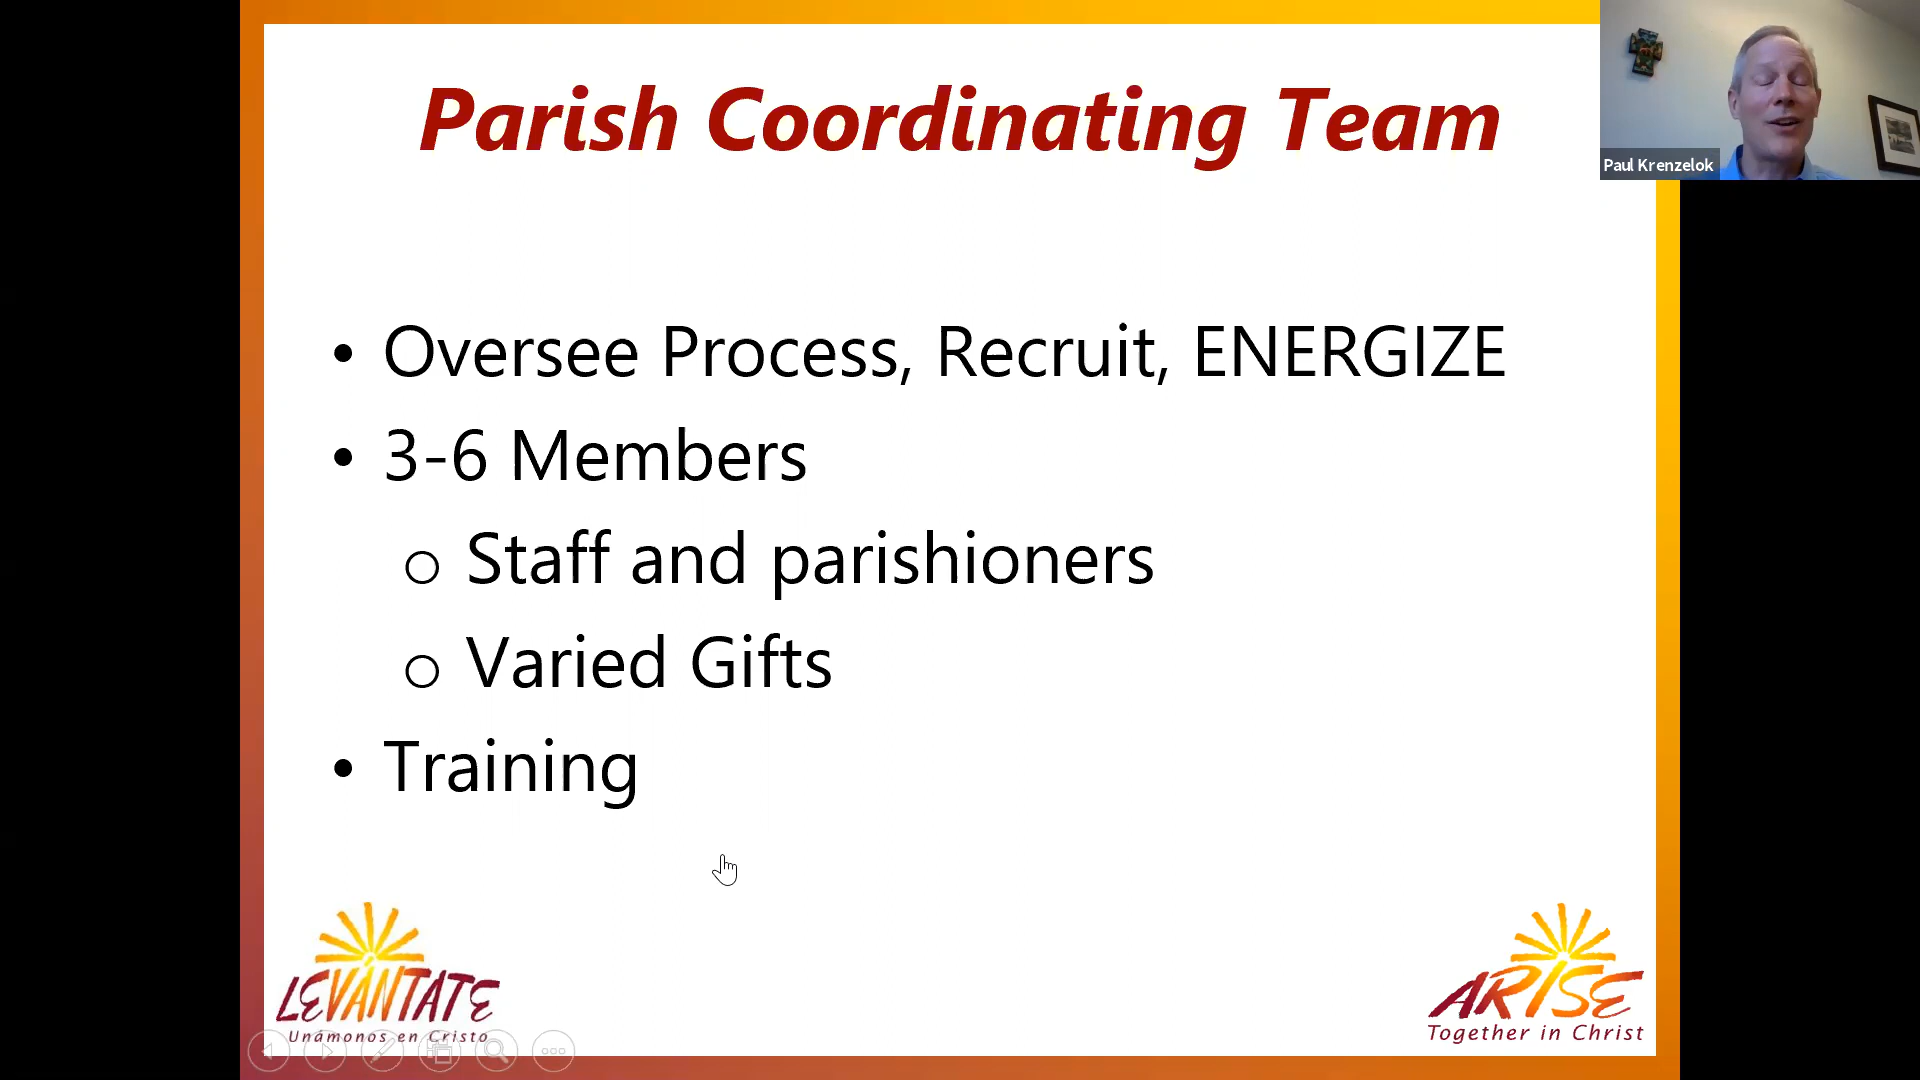 Parish Coordinating Team
Paul Krenzelok
• Oversee Process, Recruit, ENERGIZE
• 3-6 Members
o Staff and parishioners
o Varied Gifts
• Training
LEVÁNTATE
Unámonos en Cristo
ARISE
Together in Christ